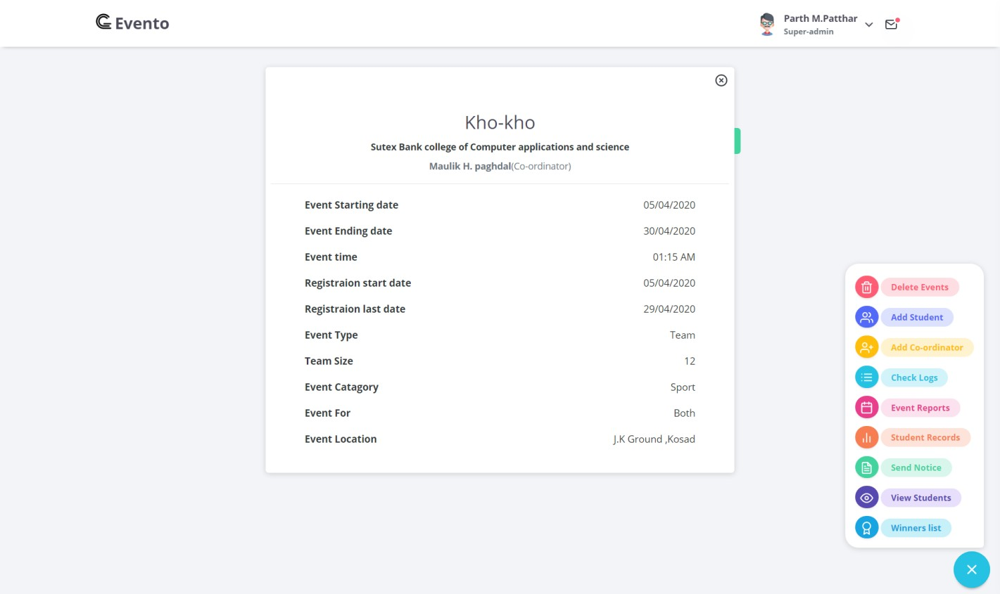 Evento
Parth M.Patthar
Super-admin
Kho-kho
Sutex Bank college of Computer applications and science
Maulik H. paghdal(Co-ordinator)
Event Starting date 05/04/2020
Event Ending date 30/04/2020
Event time 01:15 AM
Registraion start date 05/04/2020
Registraion last date 29/04/2020
Event Type Team
Team Size 12
Event Catagory Sport
Event For Both
Event Location J.K Ground ,Kosad
Delete Events
Add Student
Add Co-ordinator
Check Logs
Event Reports
Student Records
Send Notice
View Students
Winners list